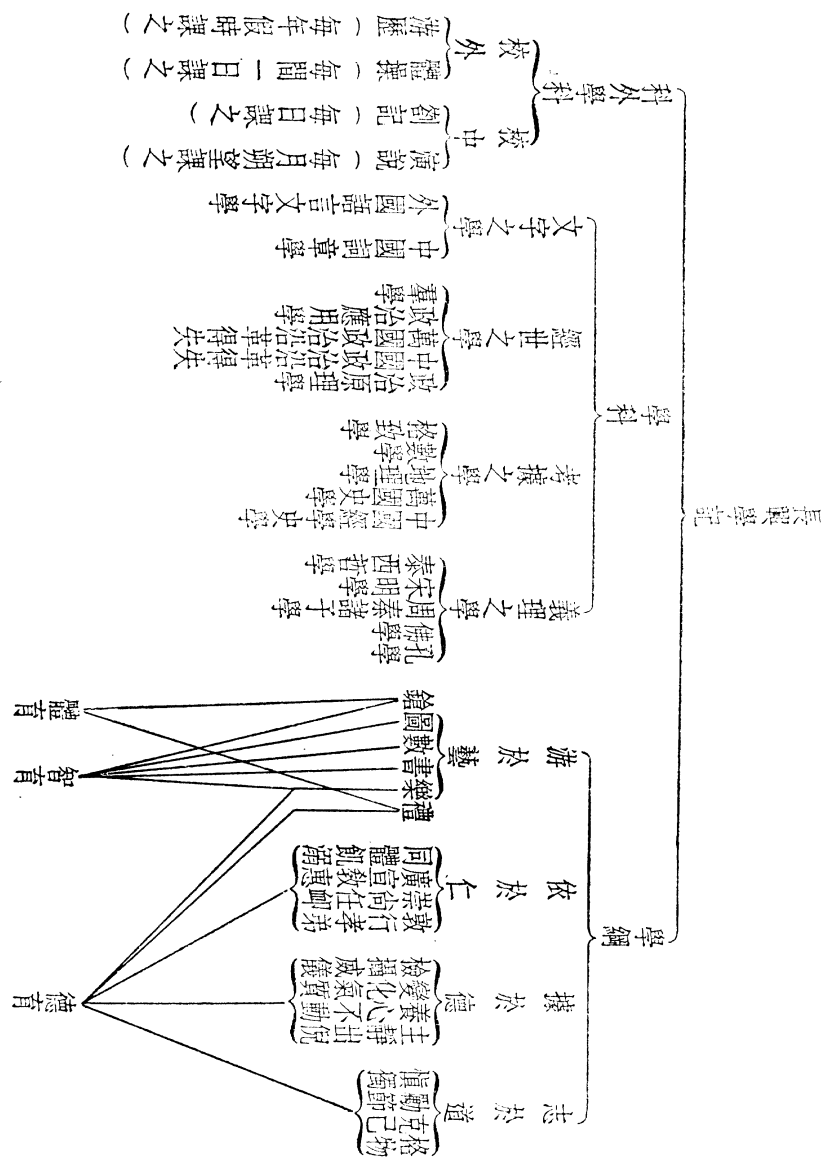 長興學記
學綱
志於道
格物
克己
勵節
慎獨
據於德
主靜出倪
養心不動
變化氣質
檢攝威儀
依於仁
敦行孝弟
崇尚任卹
廣宣教惠
同體飢溺
游於藝
禮
樂
書
數
圖
鎗
德育
智育
體育
學科
義理之學
孔學
佛學
周秦諸子學
宋明學
泰西哲學
考據之學
中國經學史學
萬國史學
地理學
數學
格致學
經世之學
政治原理學
中國政治沿革得失
萬國政治沿革得失
政治應用學
羣學
文字之學
中國詞章學
外國語言文字學
科外學科
校中
演說(每月朔望課之)
劄記(每日課之)
校外
體操(每間一日課之)
游歷(每年假時課之)